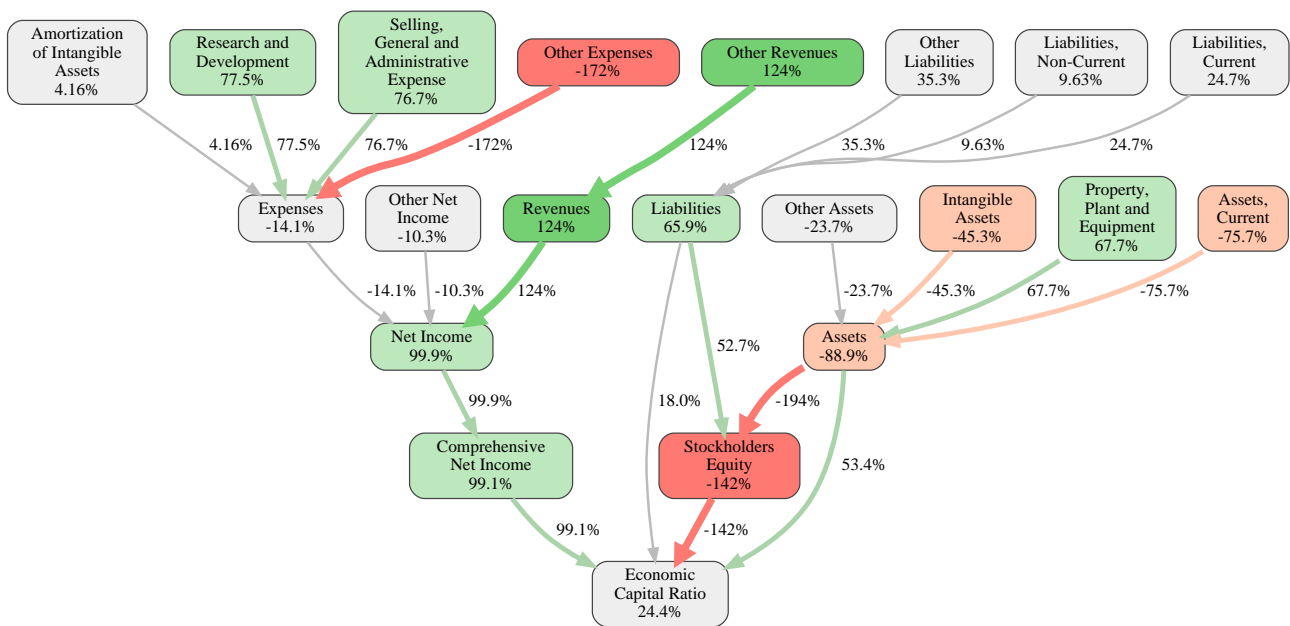 Amortization
of Intangible
Assets
4.16%
Research and
Development
77.5%
Selling,
General and
Administrative
Expense
76.7%
Other Expenses
-172%
Other Revenues
124%
Other
Liabilities
35.3%
Liabilities,
Non-Current
9.63%
Liabilities,
Current
24.7%
4.16%
77.5%
76.7%
-172%
124%
35.3%
9.63%
24.7%
Expenses
-14.1%
Other Net
Income
-10.3%
Revenues
124%
Liabilities
65.9%
Other Assets
-23.7%
Intangible
Assets
-45.3%
Property,
Plant and
Equipment
67.7%
Assets,
Current
-75.7%
-14.1%
-10.3%
124%
-23.7%
-45.3%
67.7%
-75.7%
Net Income
99.9%
52.7%
Assets
-88.9%
99.9%
18.0%
-194%
Comprehensive
Net Income
99.1%
Stockholders
Equity
-142%
53.4%
99.1%
-142%
Economic
Capital Ratio
24.4%